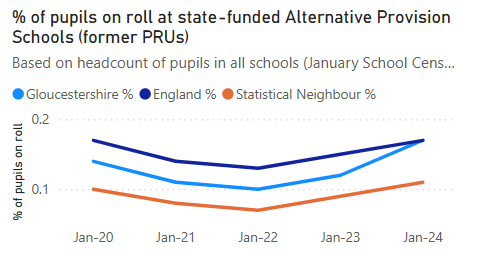 % of pupils on roll at state-funded Alternative Provision
Schools (former PRUs)
Based on headcount of pupils in all schools (January School Cens...
Gloucestershire % England % Statistical Neighbour %
% of pupils on roll
0.2
0.1
Jan-20 Jan-21 Jan-22 Jan-23 Jan-24